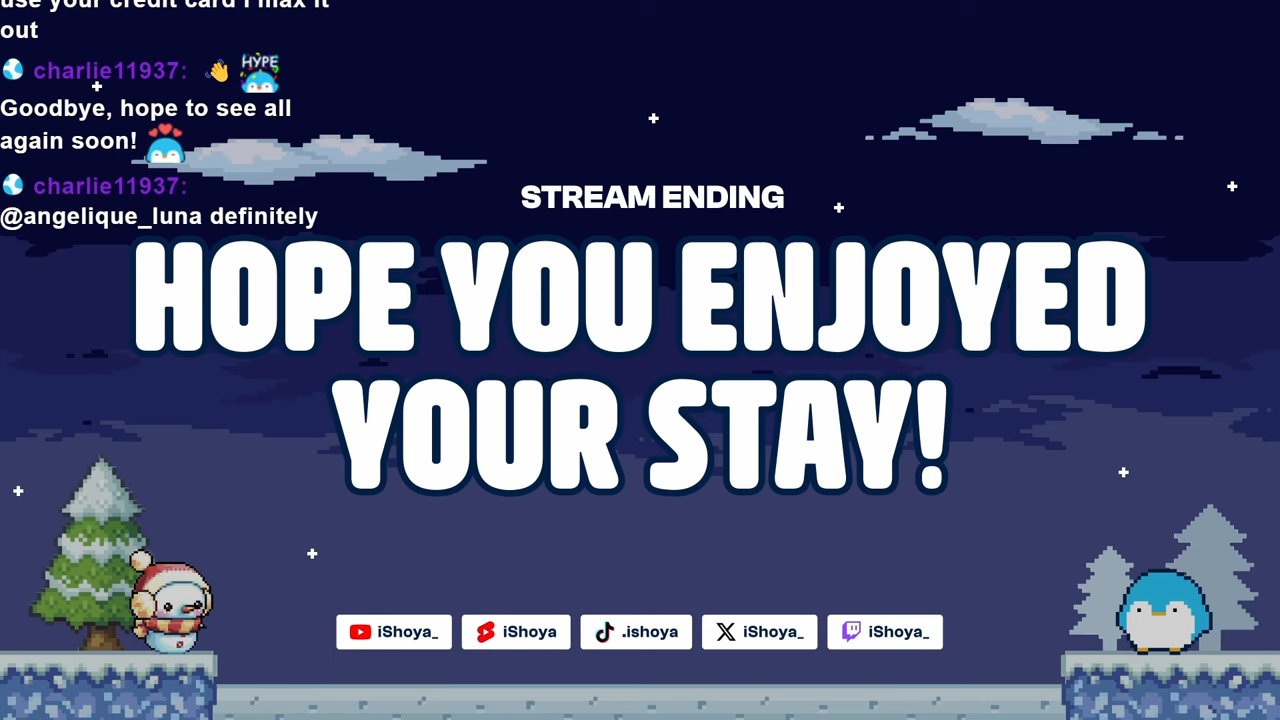 use your credit card i max it
out
charlie11937: HYPE
Goodbye, hope to see all
again soon!
charlie11937:
@angelique_luna definitely
STREAM ENDING
HOPE YOU ENJOYED
YOUR STAY!
iShoya_ iShoya .ishoya iShoya_ iShoya_